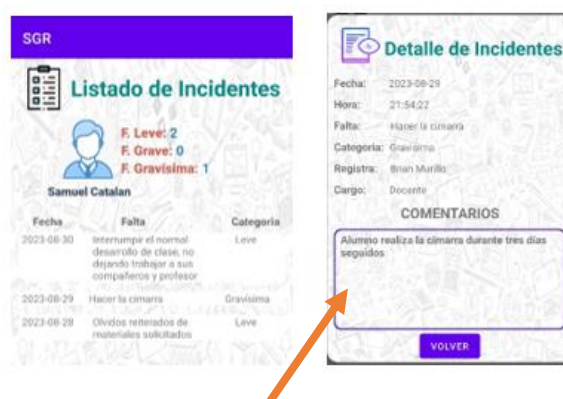 SGR
Listado de Incidentes
F. Leve: 2
F. Grave: 0
F. Gravísima: 1
Samuel Catalan
Fecha Falta Categoria
2023-08-30 Interrumpir el normal Leve
desarrollo de clase, no
dejando trabajar a sus
compañeros y profesor
2023-08-29 Hacer la cimarra Gravísima
2023-08-28 Olvidos reiterados de Leve
materiales solicitados
Detalle de Incidentes
Fecha: 2023-08-29
Hora: 21:54:22
Falta: Hacer la cimarra
Categoria: Gravísima
Registra: Brian Murillo
Cargo: Docente
COMENTARIOS
Alumno realiza la cimarra durante tres días
seguidos
VOLVER